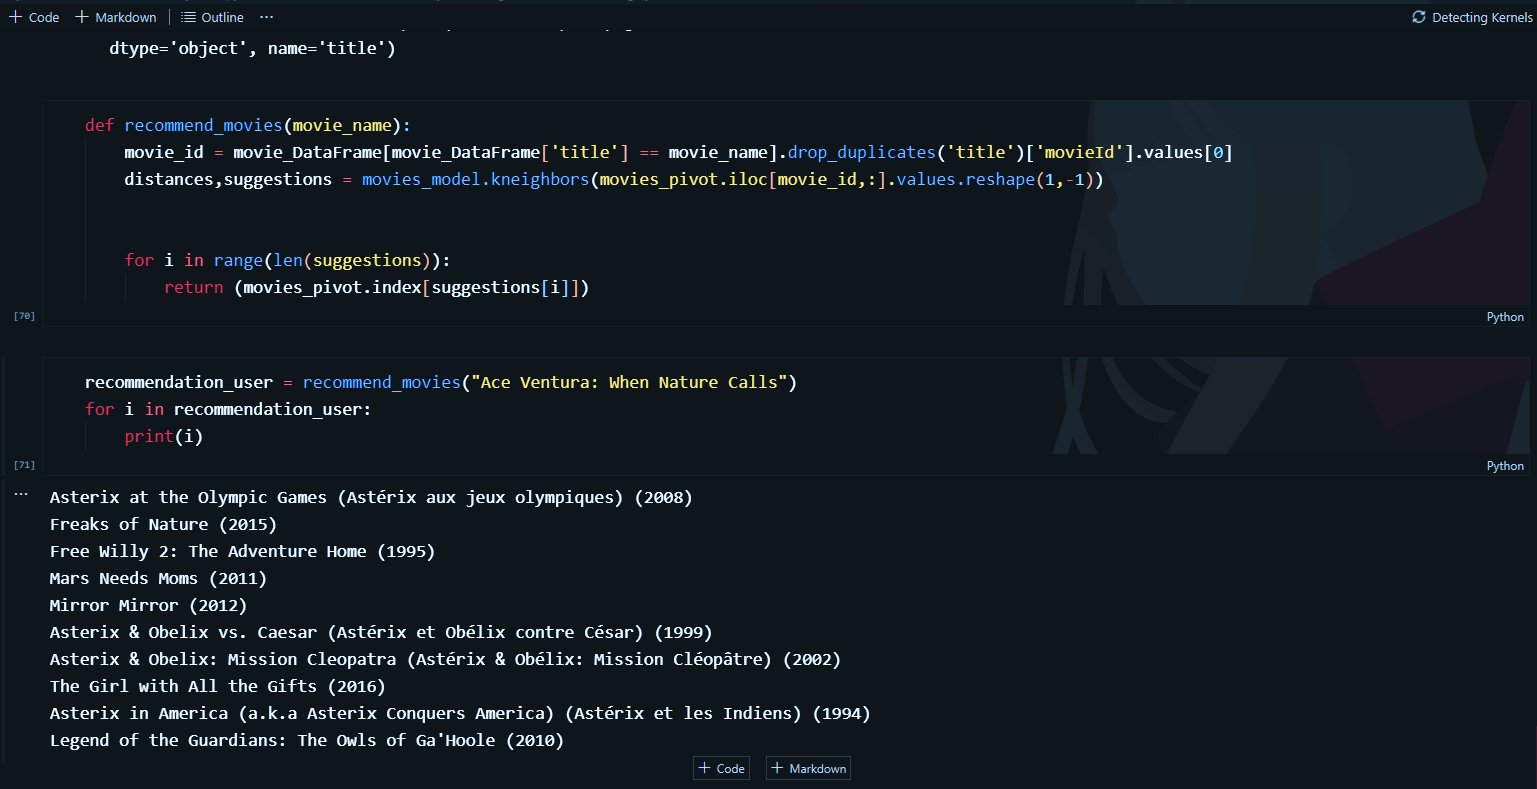 Code Markdown Outline ... Detecting Kernels
dtype='object', name='title')
def recommend_movies(movie_name):
movie_id = movie_DataFrame[movie_DataFrame['title'] == movie_name].drop_duplicates('title')['movieId'].values[0]
distances,suggestions = movies_model.kneighbors(movies_pivot.iloc[movie_id,:].values.reshape(1,-1))
for i in range(len(suggestions)):
return (movies_pivot.index[suggestions[i]])
[70] Python
recommendation_user = recommend_movies("Ace Ventura: When Nature Calls")
for i in recommendation_user:
print(i)
[71] Python
...
Asterix at the Olympic Games (Astérix aux jeux olympiques) (2008)
Freaks of Nature (2015)
Free Willy 2: The Adventure Home (1995)
Mars Needs Moms (2011)
Mirror Mirror (2012)
Asterix & Obelix vs. Caesar (Astérix et Obélix contre César) (1999)
Asterix & Obelix: Mission Cleopatra (Astérix & Obélix: Mission Cléopâtre) (2002)
The Girl with All the Gifts (2016)
Asterix in America (a.k.a Asterix Conquers America) (Astérix et les Indiens) (1994)
Legend of the Guardians: The Owls of Ga'Hoole (2010)
+ Code + Markdown